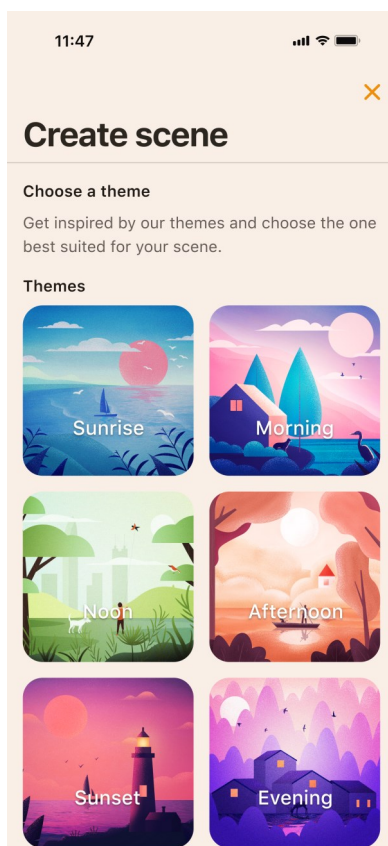 11:47
Create scene
Choose a theme
Get inspired by our themes and choose the one
best suited for your scene.
Themes
Sunrise
Morning
Noon
Afternoon
Sunset
Evening